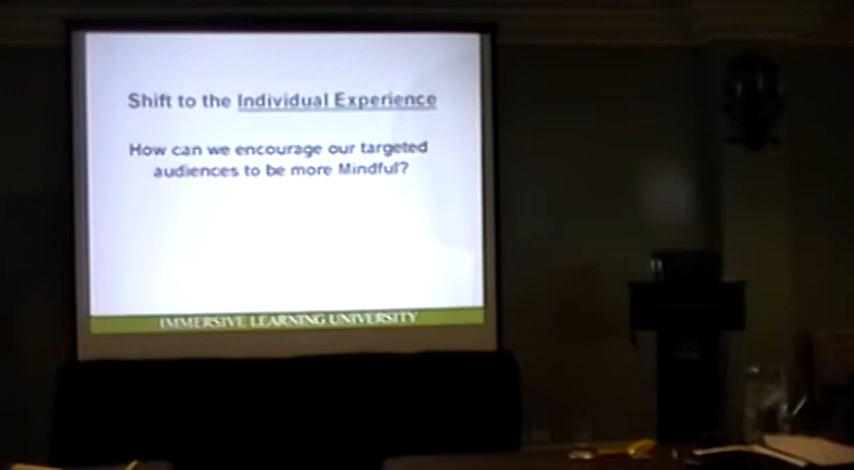 Shift to the Individual Experience
How can we encourage our targeted
audiences to be more Mindful?
IMMERSIVE LEARNING UNIVERSITY